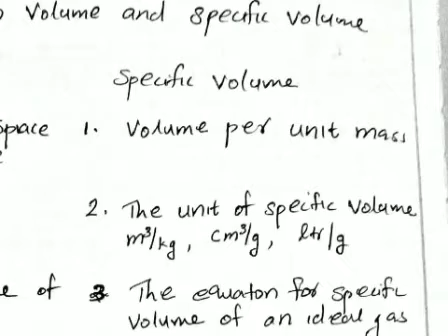 Volume and Specific Volume
Specific Volume
space 1. Volume per unit mass
2. The unit of specific volume
m³/kg, cm³/g, ltr/g
e of 3 The equaton for specific
volume of an ideal gas